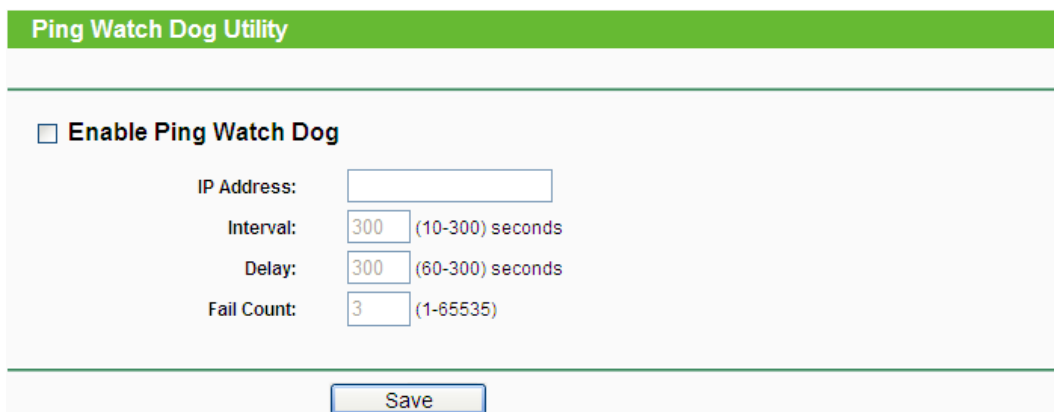 Ping Watch Dog Utility
Enable Ping Watch Dog
IP Address:
Interval: 300 (10-300) seconds
Delay: 300 (60-300) seconds
Fail Count: 3 (1-65535)
Save